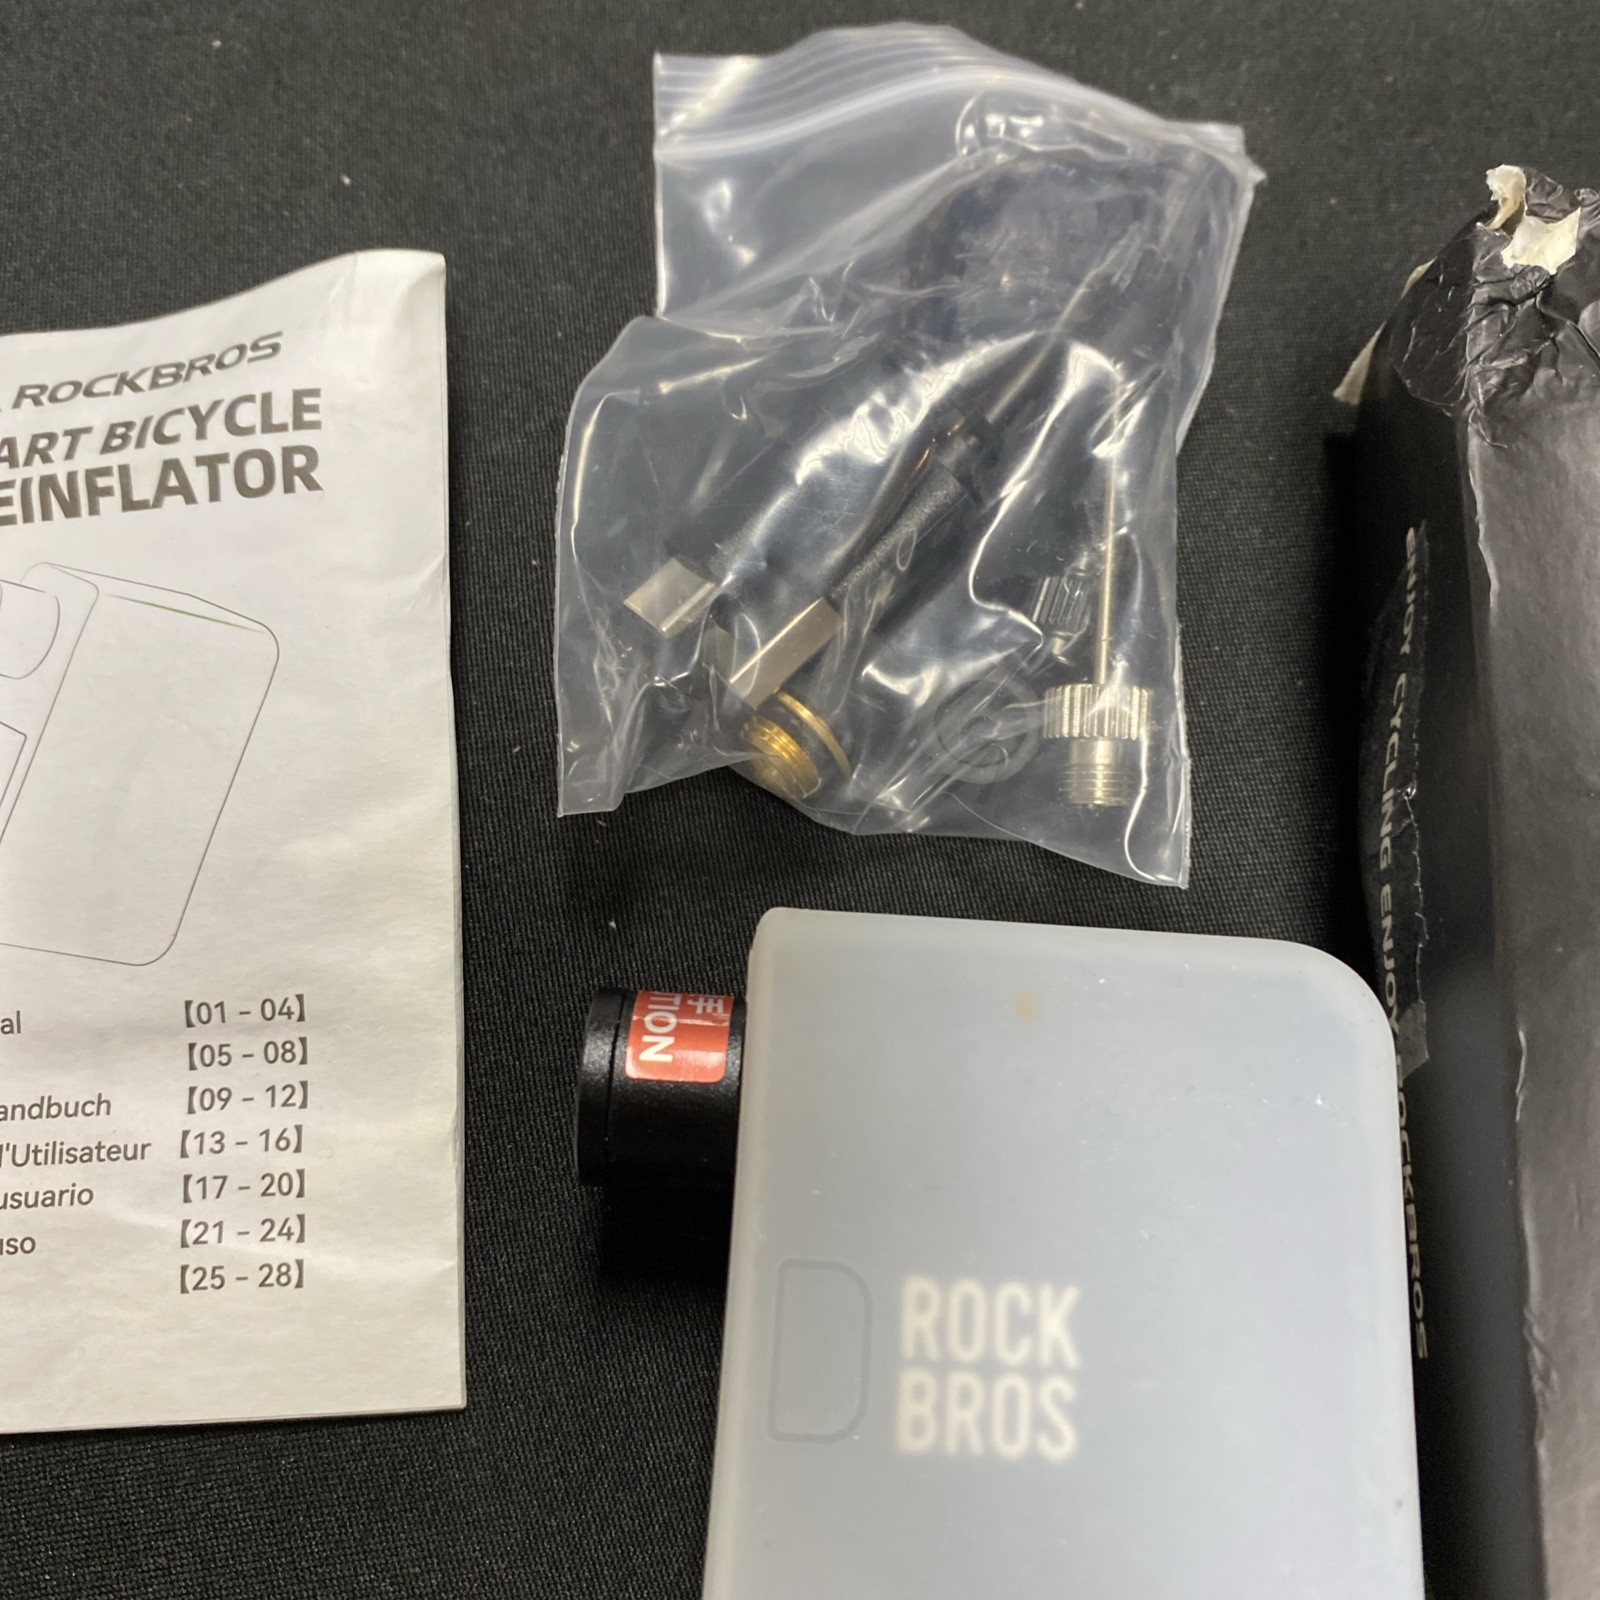 ROCKBROS
ART BICYCLE
EINFLATOR
al 【01 - 04】
【05 - 08】
andbuch 【09 - 12】
l'Utilisateur 【13 - 16】
usuario 【17 - 20】
uso 【21 - 24】
【25 - 28】
TION
ROCK
BROS
ENJOY CYCLING ENJOY ROCKBROS